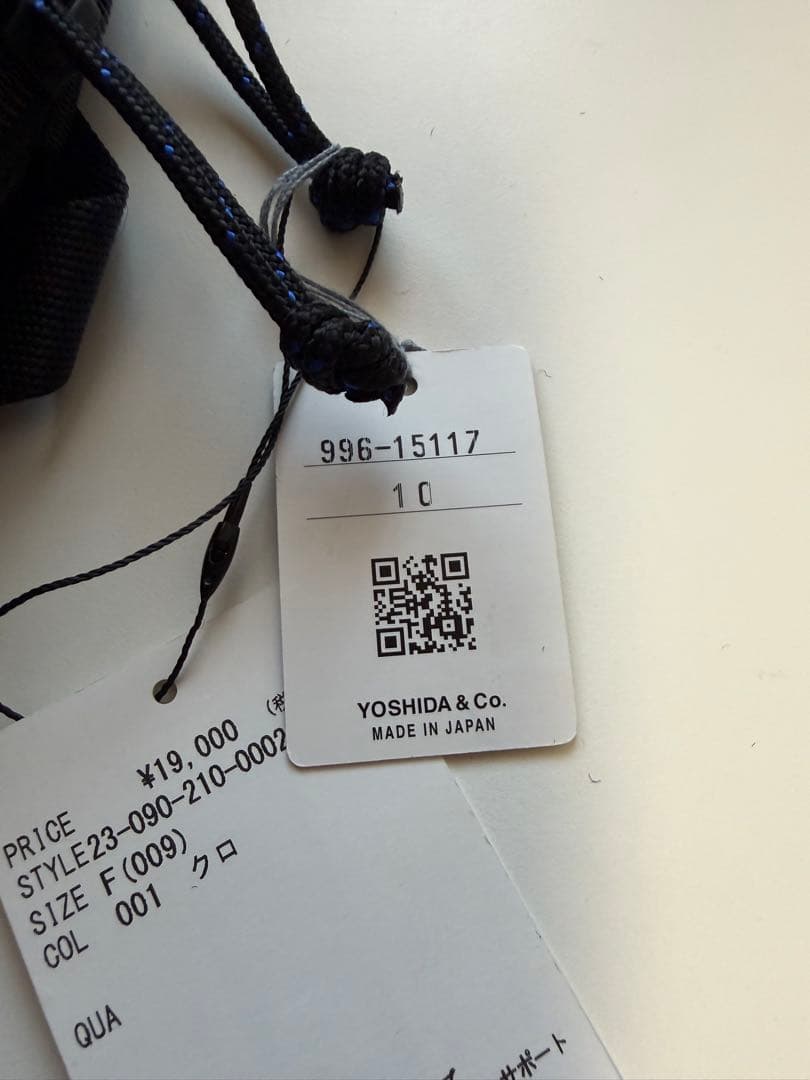 996-15117
10
YOSHIDA & Co.
MADE IN JAPAN
PRICE ¥19,000
STYLE23-090-210-0002
SIZE F(009)
COL 001 クロ
QUA
サポート